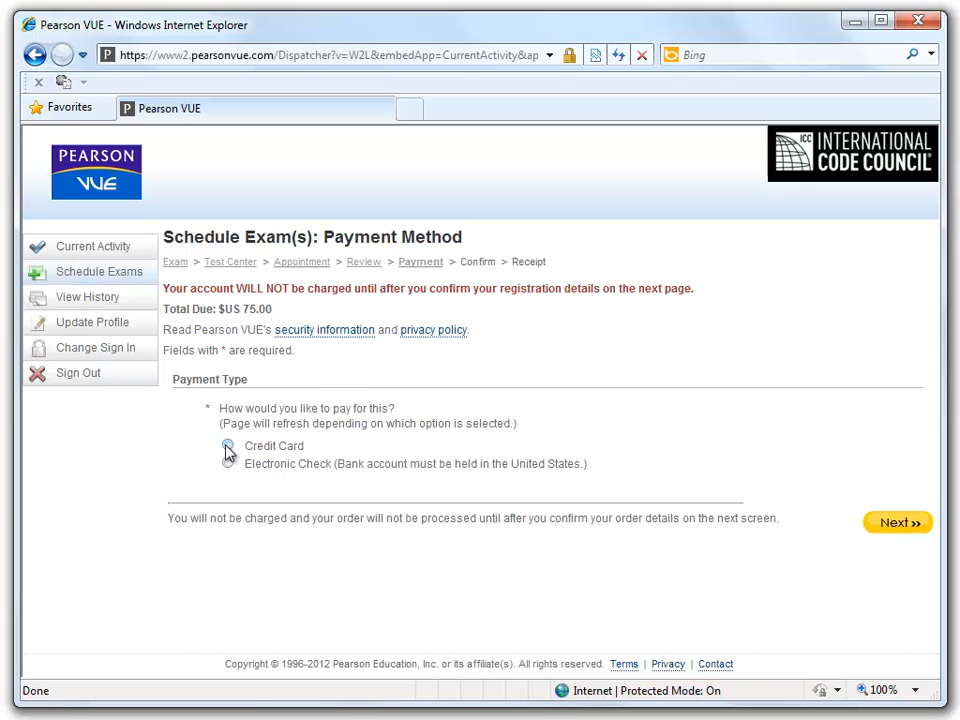 Pearson VUE - Windows Internet Explorer
https://www2.pearsonvue.com/Dispatcher?v=W2L&embedApp=CurrentActivity&ap
Bing
Favorites
Pearson VUE
PEARSON
VUE
ICC INTERNATIONAL
CODE COUNCIL
Current Activity
Schedule Exams
View History
Update Profile
Change Sign In
Sign Out
Schedule Exam(s): Payment Method
Exam > Test Center > Appointment > Review > Payment > Confirm > Receipt
Your account WILL NOT be charged until after you confirm your registration details on the next page.
Total Due: $US 75.00
Read Pearson VUE's security information and privacy policy.
Fields with * are required.
Payment Type
* How would you like to pay for this?
(Page will refresh depending on which option is selected.)
Credit Card
Electronic Check (Bank account must be held in the United States.)
You will not be charged and your order will not be processed until after you confirm your order details on the next screen.
Next »
Copyright © 1996-2012 Pearson Education, Inc. or its affiliate(s). All rights reserved. Terms | Privacy | Contact
Done
Internet | Protected Mode: On
100%